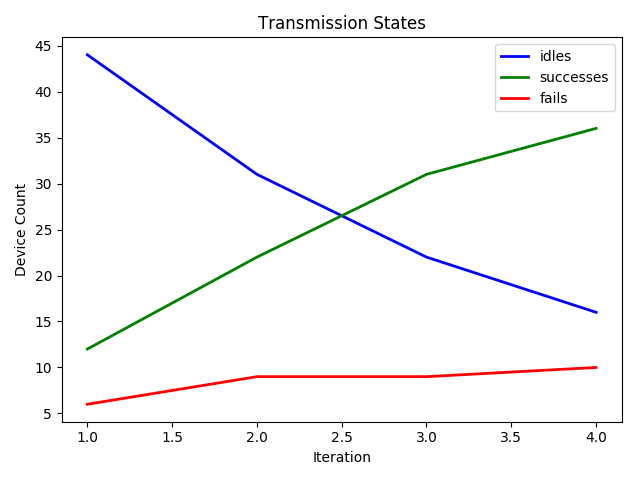 Transmission States
idles
successes
fails
Device Count
45
40
35
30
25
20
15
10
5
1.0 1.5 2.0 2.5 3.0 3.5 4.0
Iteration